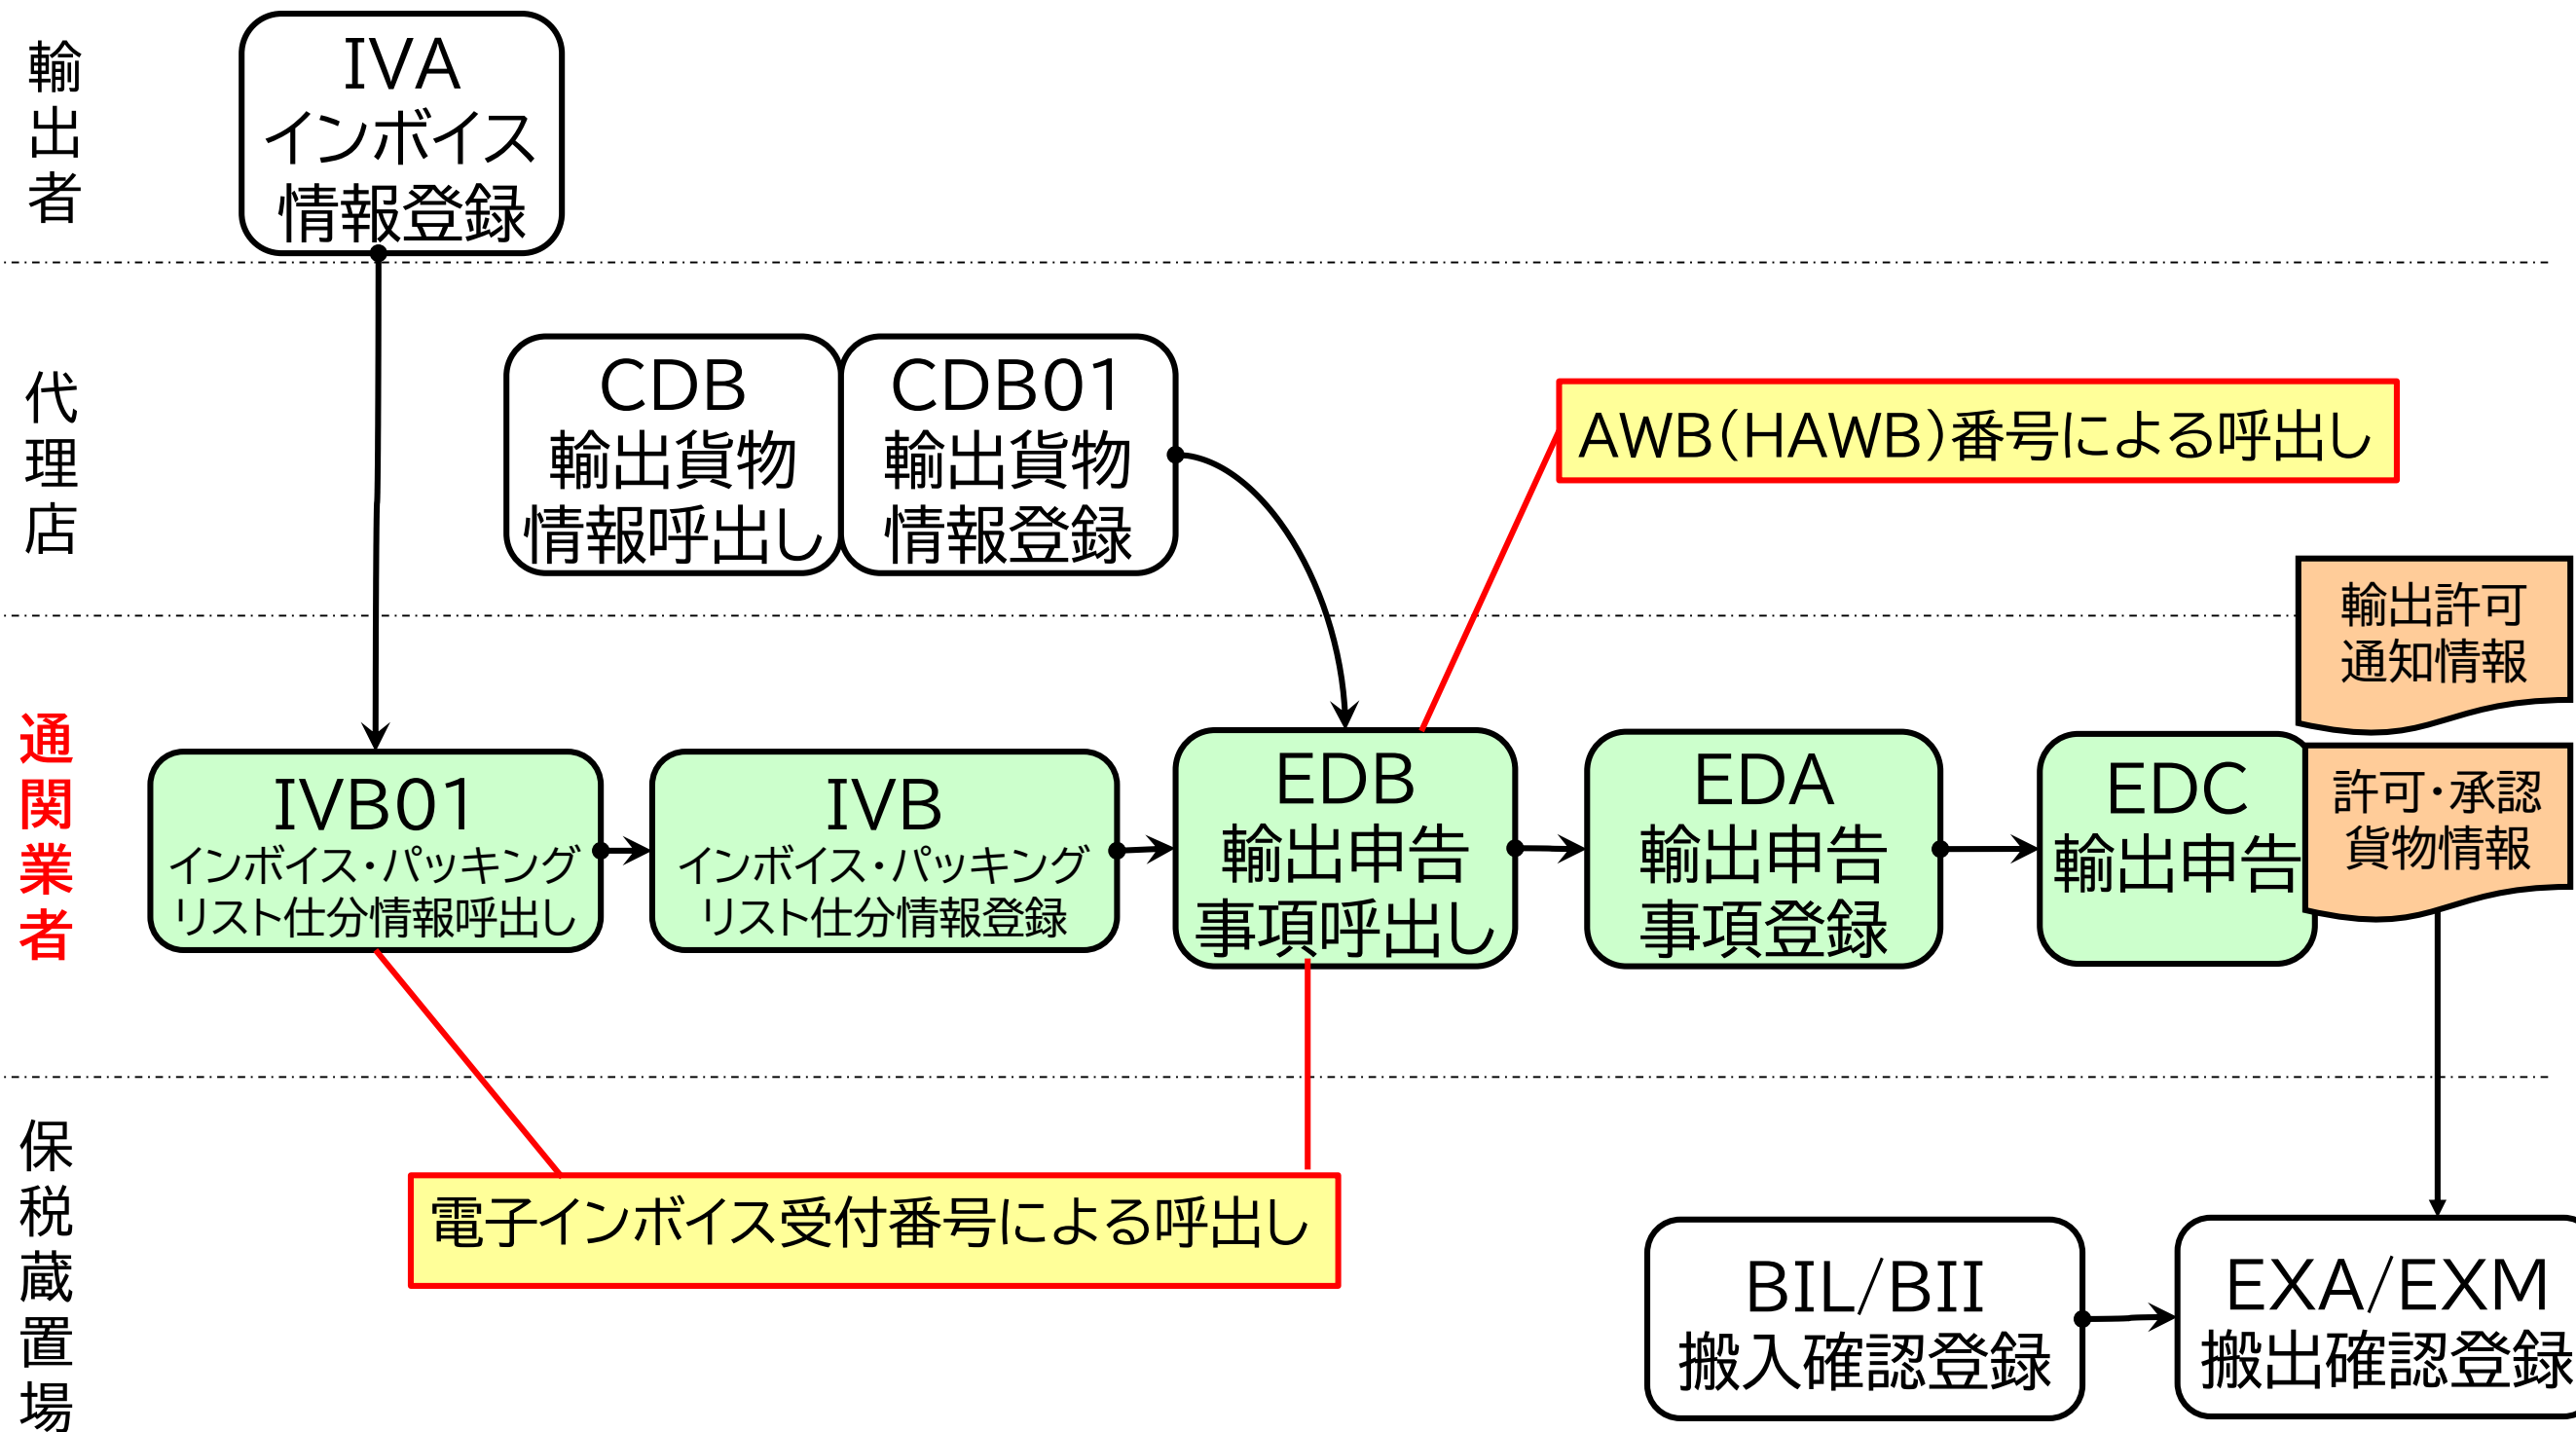 輸出者
IVA
インボイス
情報登録
代理店
CDB
輸出貨物
情報呼出し
CDB01
輸出貨物
情報登録
AWB(HAWB)番号による呼出し
輸出許可
通知情報
通関業者
IVB01
インボイス・パッキング
リスト仕分情報呼出し
IVB
インボイス・パッキング
リスト仕分情報登録
EDB
輸出申告
事項呼出し
EDA
輸出申告
事項登録
EDC
輸出申告
許可・承認
貨物情報
保税蔵置場
電子インボイス受付番号による呼出し
BIL/BII
搬入確認登録
EXA/EXM
搬出確認登録